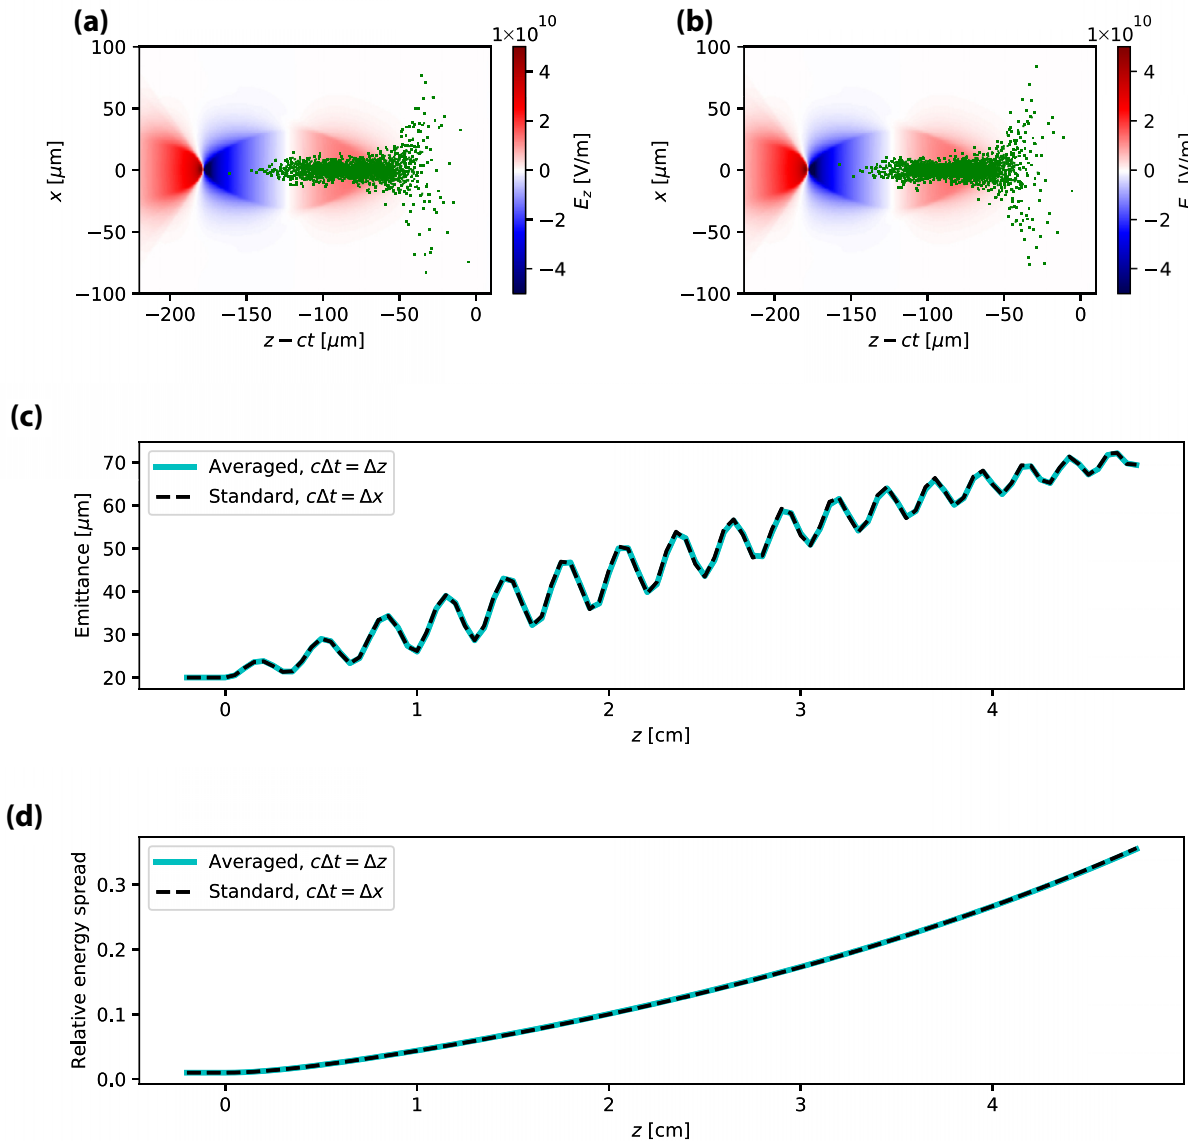 (a)
(b)
1×10¹⁰
1×10¹⁰
100
50
0
−50
−100
x [μm]
−200
−150
−100
−50
0
z − ct [μm]
4
2
0
−2
−4
E_z [V/m]
100
50
0
−50
−100
x [μm]
−200
−150
−100
−50
0
z − ct [μm]
4
2
0
−2
−4
[V/m]
(c)
Averaged, cΔt = Δz
Standard, cΔt = Δx
70
60
50
40
30
20
Emittance [μm]
0
1
2
3
4
z [cm]
(d)
Averaged, cΔt = Δz
Standard, cΔt = Δx
0.3
0.2
0.1
0.0
Relative energy spread
0
1
2
3
4
z [cm]